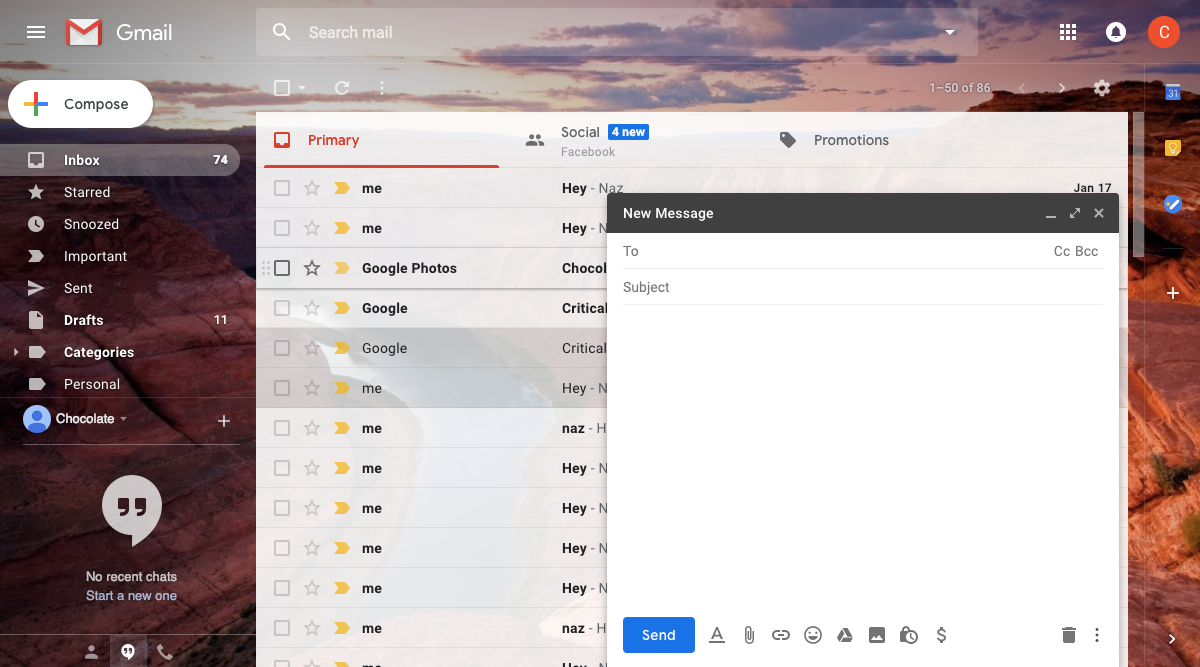 Gmail
Search mail
C
Compose
1–50 of 86
31
Primary
Social 4 new
Facebook
Promotions
Inbox 74
Starred
Snoozed
Important
Sent
Drafts 11
Categories
Personal
Chocolate
No recent chats
Start a new one
me Hey - Naz Jan 17
me Hey - N
Google Photos Chocol
Google Critical
Google Critical
me Hey - N
me naz - H
me Hey - N
me Hey - N
me Hey - N
me Hey - N
me naz - H
me Hey - N
New Message
To Cc Bcc
Subject
Send